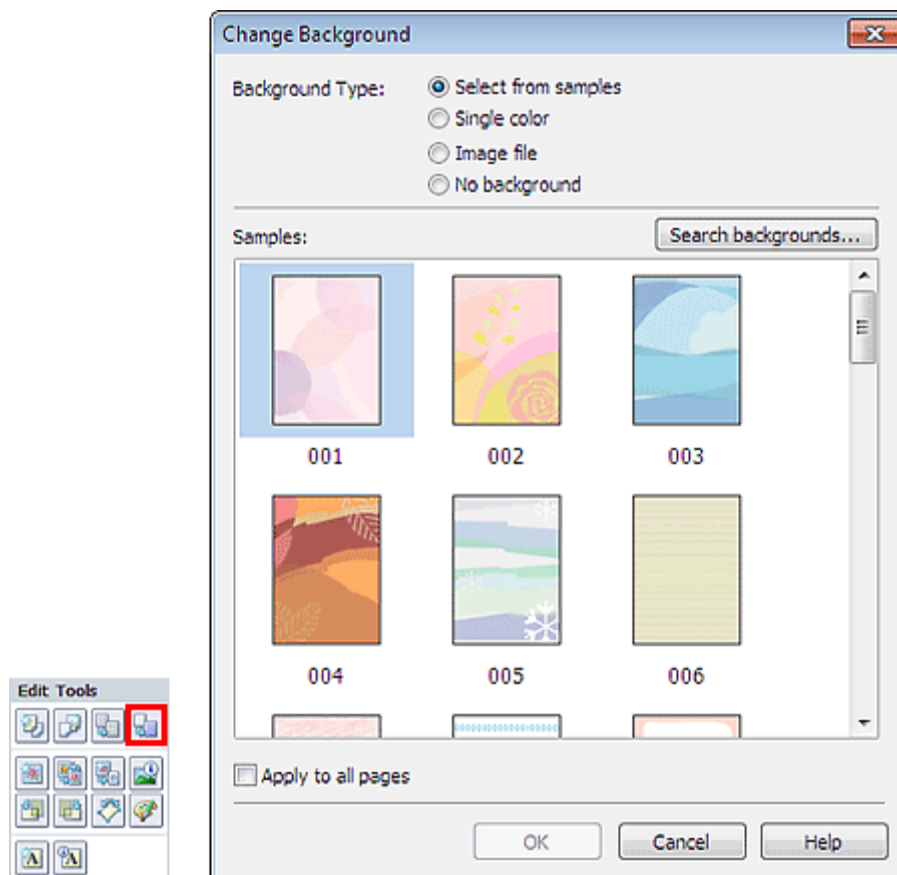 Change Background
Background Type:
Select from samples
Single color
Image file
No background
Samples:
Search backgrounds...
001
002
003
004
005
006
Edit Tools
Apply to all pages
OK
Cancel
Help
A
A